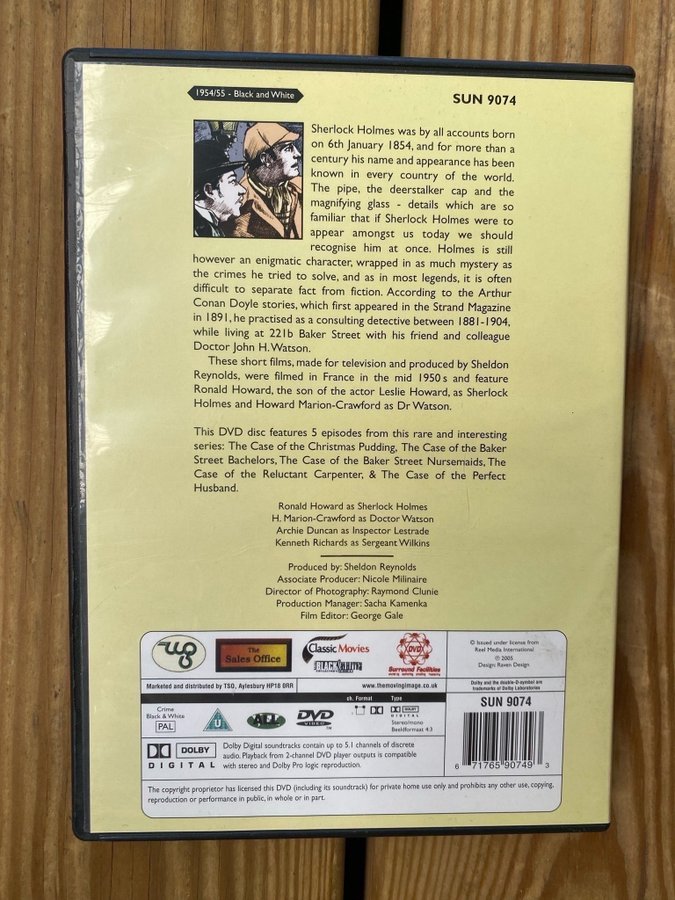 1954/55 - Black and White
SUN 9074
Sherlock Holmes was by all accounts born
on 6th January 1854, and for more than a
century his name and appearance has been
known in every country of the world.
The pipe, the deerstalker cap and the
magnifying glass - details which are so
familiar that if Sherlock Holmes were to
appear amongst us today we should
recognise him at once. Holmes is still
however an enigmatic character, wrapped in as much mystery as
the crimes he tried to solve, and as in most legends, it is often
difficult to separate fact from fiction. According to the Arthur
Conan Doyle stories, which first appeared in the Strand Magazine
in 1891, he practised as a consulting detective between 1881-1904,
while living at 221b Baker Street with his friend and colleague
Doctor John H. Watson.
These short films, made for television and produced by Sheldon
Reynolds, were filmed in France in the mid 1950 s and feature
Ronald Howard, the son of the actor Leslie Howard, as Sherlock
Holmes and Howard Marion-Crawford as Dr Watson.
This DVD disc features 5 episodes from this rare and interesting
series: The Case of the Christmas Pudding, The Case of the Baker
Street Bachelors, The Case of the Baker Street Nursemaids, The
Case of the Reluctant Carpenter, & The Case of the Perfect
Husband.
Ronald Howard as Sherlock Holmes
H. Marion-Crawford as Doctor Watson
Archie Duncan as Inspector Lestrade
Kenneth Richards as Sergeant Wilkins
Produced by: Sheldon Reynolds
Associate Producer: Nicole Milinaire
Director of Photography: Raymond Clunie
Production Manager: Sacha Kamenka
Film Editor: George Gale
The
Sales Office
Classic Movies
BLACK & WHITE
DVD
Surround Facilities
© Issued under license from
Reel Media International
℗ 2005
Design: Raven Design.
Marketed and distributed by TSO, Aylesbury HP18 0RR
www.themovingimage.co.uk
Dolby and the double-D-symbol are
trademarks of Dolby Laboratories
Crime
Black & White
PAL
U
ALL
DVD
VIDEO
TM
ch. Format
Type
DOLBY
DIGITAL
Stereo/mono
Beeldformaat 4:3
SUN 9074
6 71765 90749 3
DOLBY
DIGITAL
Dolby Digital soundtracks contain up to 5.1 channels of discrete
audio. Playback from 2-channel DVD player outputs is compatible
with stereo and Dolby Pro logic reproduction.
The copyright proprietor has licensed this DVD (including its soundtrack) for private home use only and prohibits any other use, copying,
reproduction or performance in public, in whole or in part.